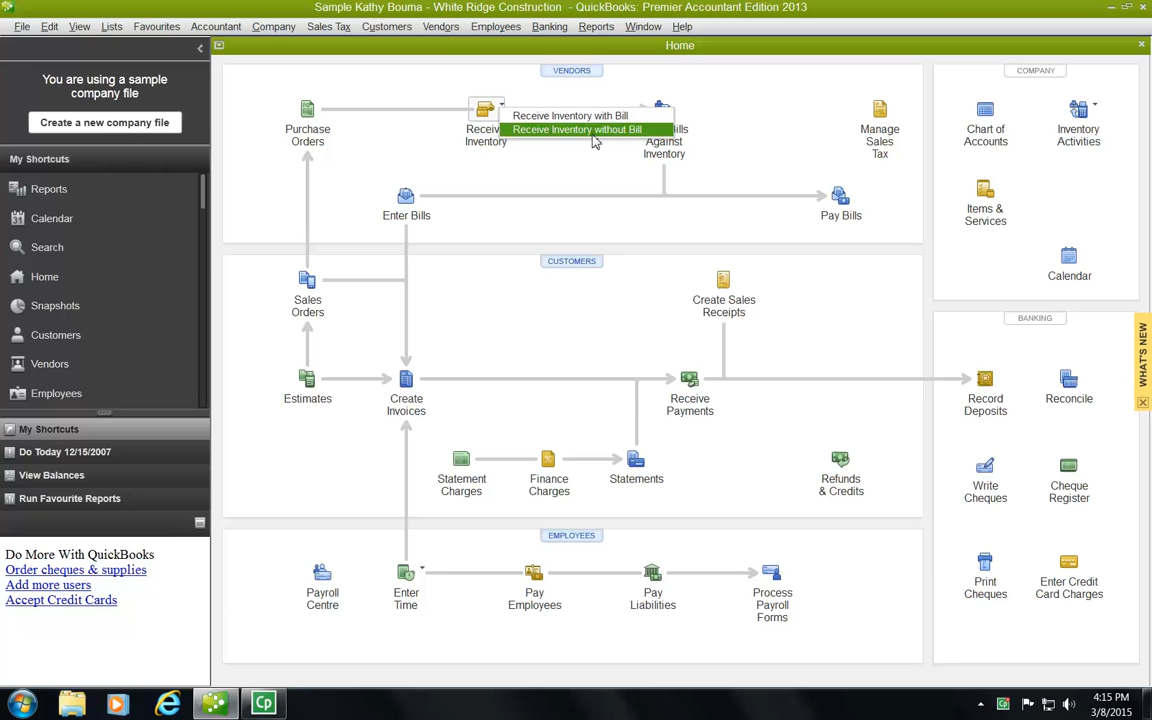 Sample Kathy Bouma - White Ridge Construction - QuickBooks: Premier Accountant Edition 2013
File Edit View Lists Favourites Accountant Company Sales Tax Customers Vendors Employees Banking Reports Window Help
Home
You are using a sample
company file
Create a new company file
My Shortcuts
Reports
Calendar
Search
Home
Snapshots
Customers
Vendors
Employees
My Shortcuts
Do Today 12/15/2007
View Balances
Run Favourite Reports
Do More With QuickBooks
Order cheques & supplies
Add more users
Accept Credit Cards
VENDORS
Purchase
Orders
Inventory
Receive Inventory with Bill
Receive Inventory without Bill
Against
Inventory
Manage
Sales
Tax
Enter Bills
Pay Bills
CUSTOMERS
Sales
Orders
Create Sales
Receipts
Estimates
Create
Invoices
Receive
Payments
Statement
Charges
Finance
Charges
Statements
Refunds
& Credits
EMPLOYEES
Payroll
Centre
Enter
Time
Pay
Employees
Pay
Liabilities
Process
Payroll
Forms
COMPANY
Chart of
Accounts
Inventory
Activities
Items &
Services
Calendar
BANKING
Record
Deposits
Reconcile
Write
Cheques
Cheque
Register
Print
Cheques
Enter Credit
Card Charges
WHAT'S NEW
Cp
4:15 PM
3/8/2015